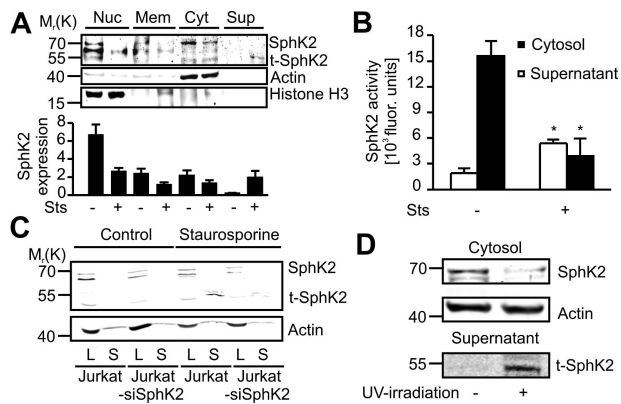 A
Nuc Mem Cyt Sup
Mr(K)
70
55
40
15
SphK2
t-SphK2
Actin
Histone H3
SphK2 expression
8
6
4
2
0
Sts - + - + - + - +
B
SphK2 activity
[10³ fluor. units]
18
15
12
9
6
3
0
Cytosol
Supernatant
* *
Sts - +
C
Control Staurosporine
Mr(K)
70
55
40
SphK2
t-SphK2
Actin
L S L S L S L S
Jurkat Jurkat -siSphK2 Jurkat Jurkat -siSphK2
D
Cytosol
70
SphK2
40
Actin
Supernatant
55
t-SphK2
UV-irradiation - +